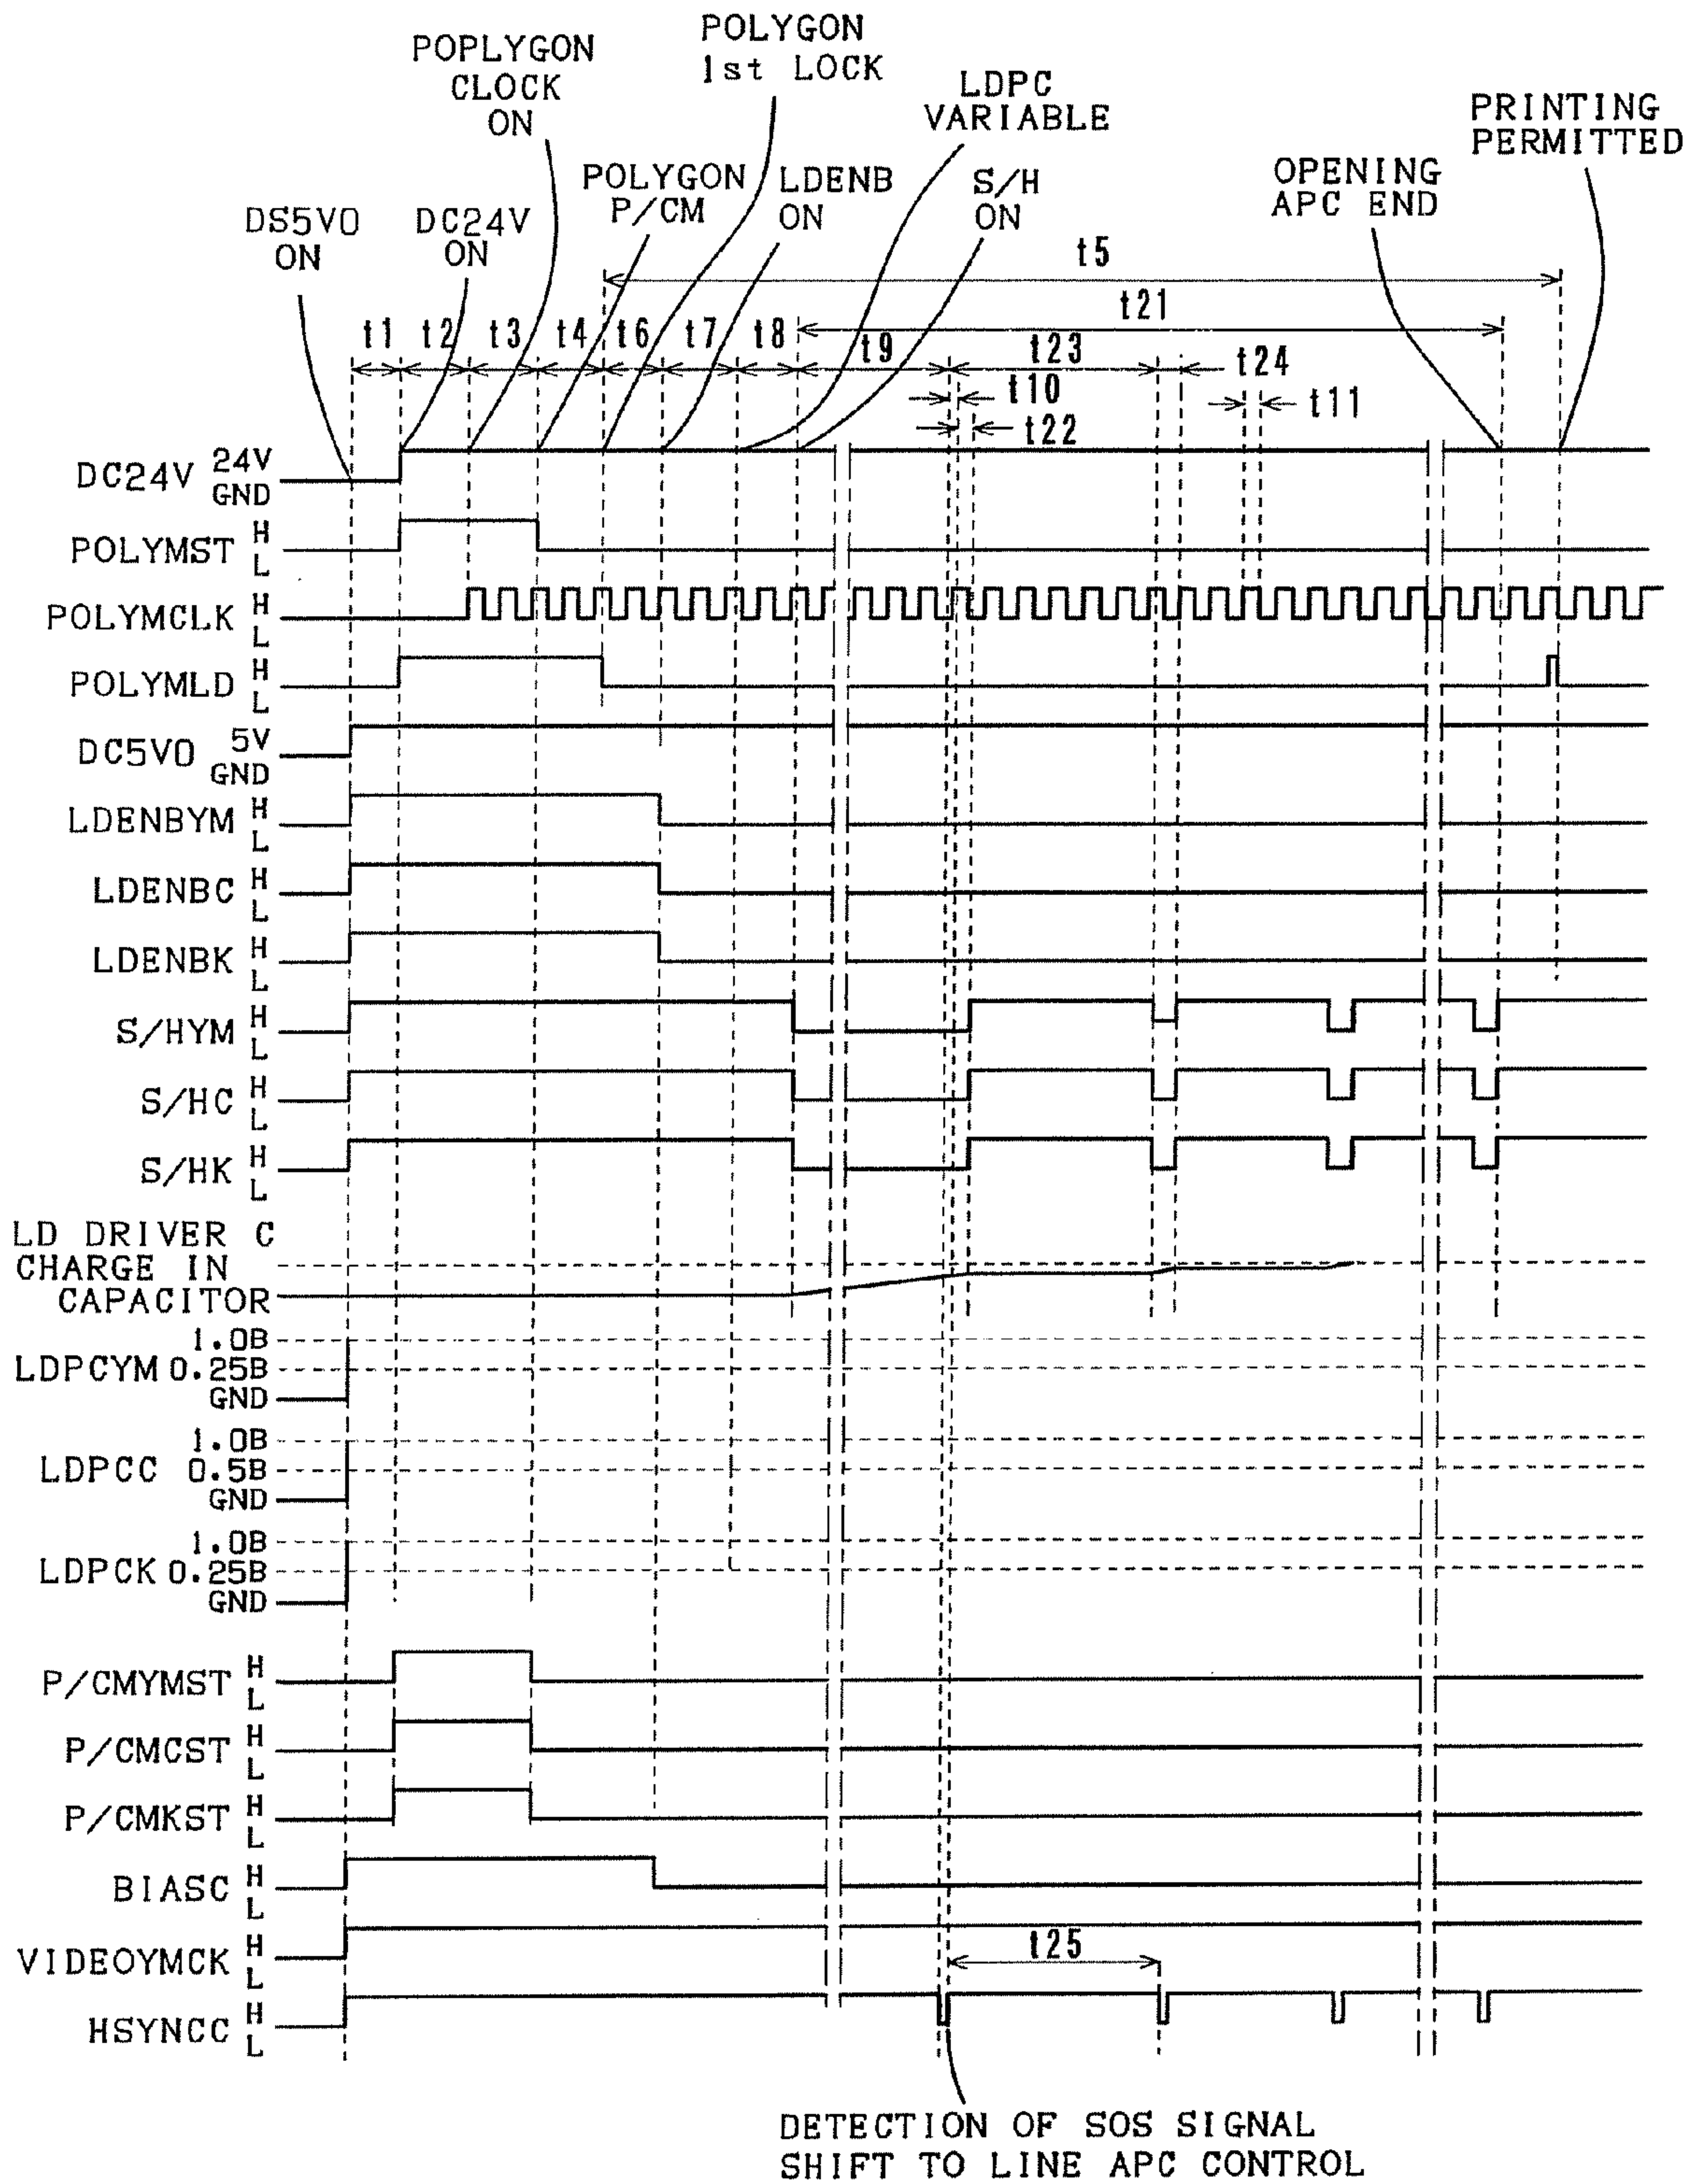 POPLYGON
CLOCK
ON
POLYGON
1st LOCK
LDPC
VARIABLE
PRINTING
PERMITTED
DS5V0
ON
DC24V
ON
POLYGON
P/CM
LDENB
ON
S/H
ON
OPENING
APC END
t5
t21
t1 t2 t3 t4 t6 t7 t8 t9 t23 t24
t10 t11
t22
DC24V 24V
GND
POLYMST H
L
POLYMCLK H
L
POLYMLD H
L
DC5V0 5V
GND
LDENBYM H
L
LDENBC H
L
LDENBK H
L
S/HYM H
L
S/HC H
L
S/HK H
L
LD DRIVER C
CHARGE IN
CAPACITOR
1.0B
LDPCYM 0.25B
GND
1.0B
LDPCC 0.5B
GND
1.0B
LDPCK 0.25B
GND
P/CMYMST H
L
P/CMCST H
L
P/CMKST H
L
BIASC H
L
VIDEOYMCK H
L
t25
HSYNCC H
L
DETECTION OF SOS SIGNAL
SHIFT TO LINE APC CONTROL